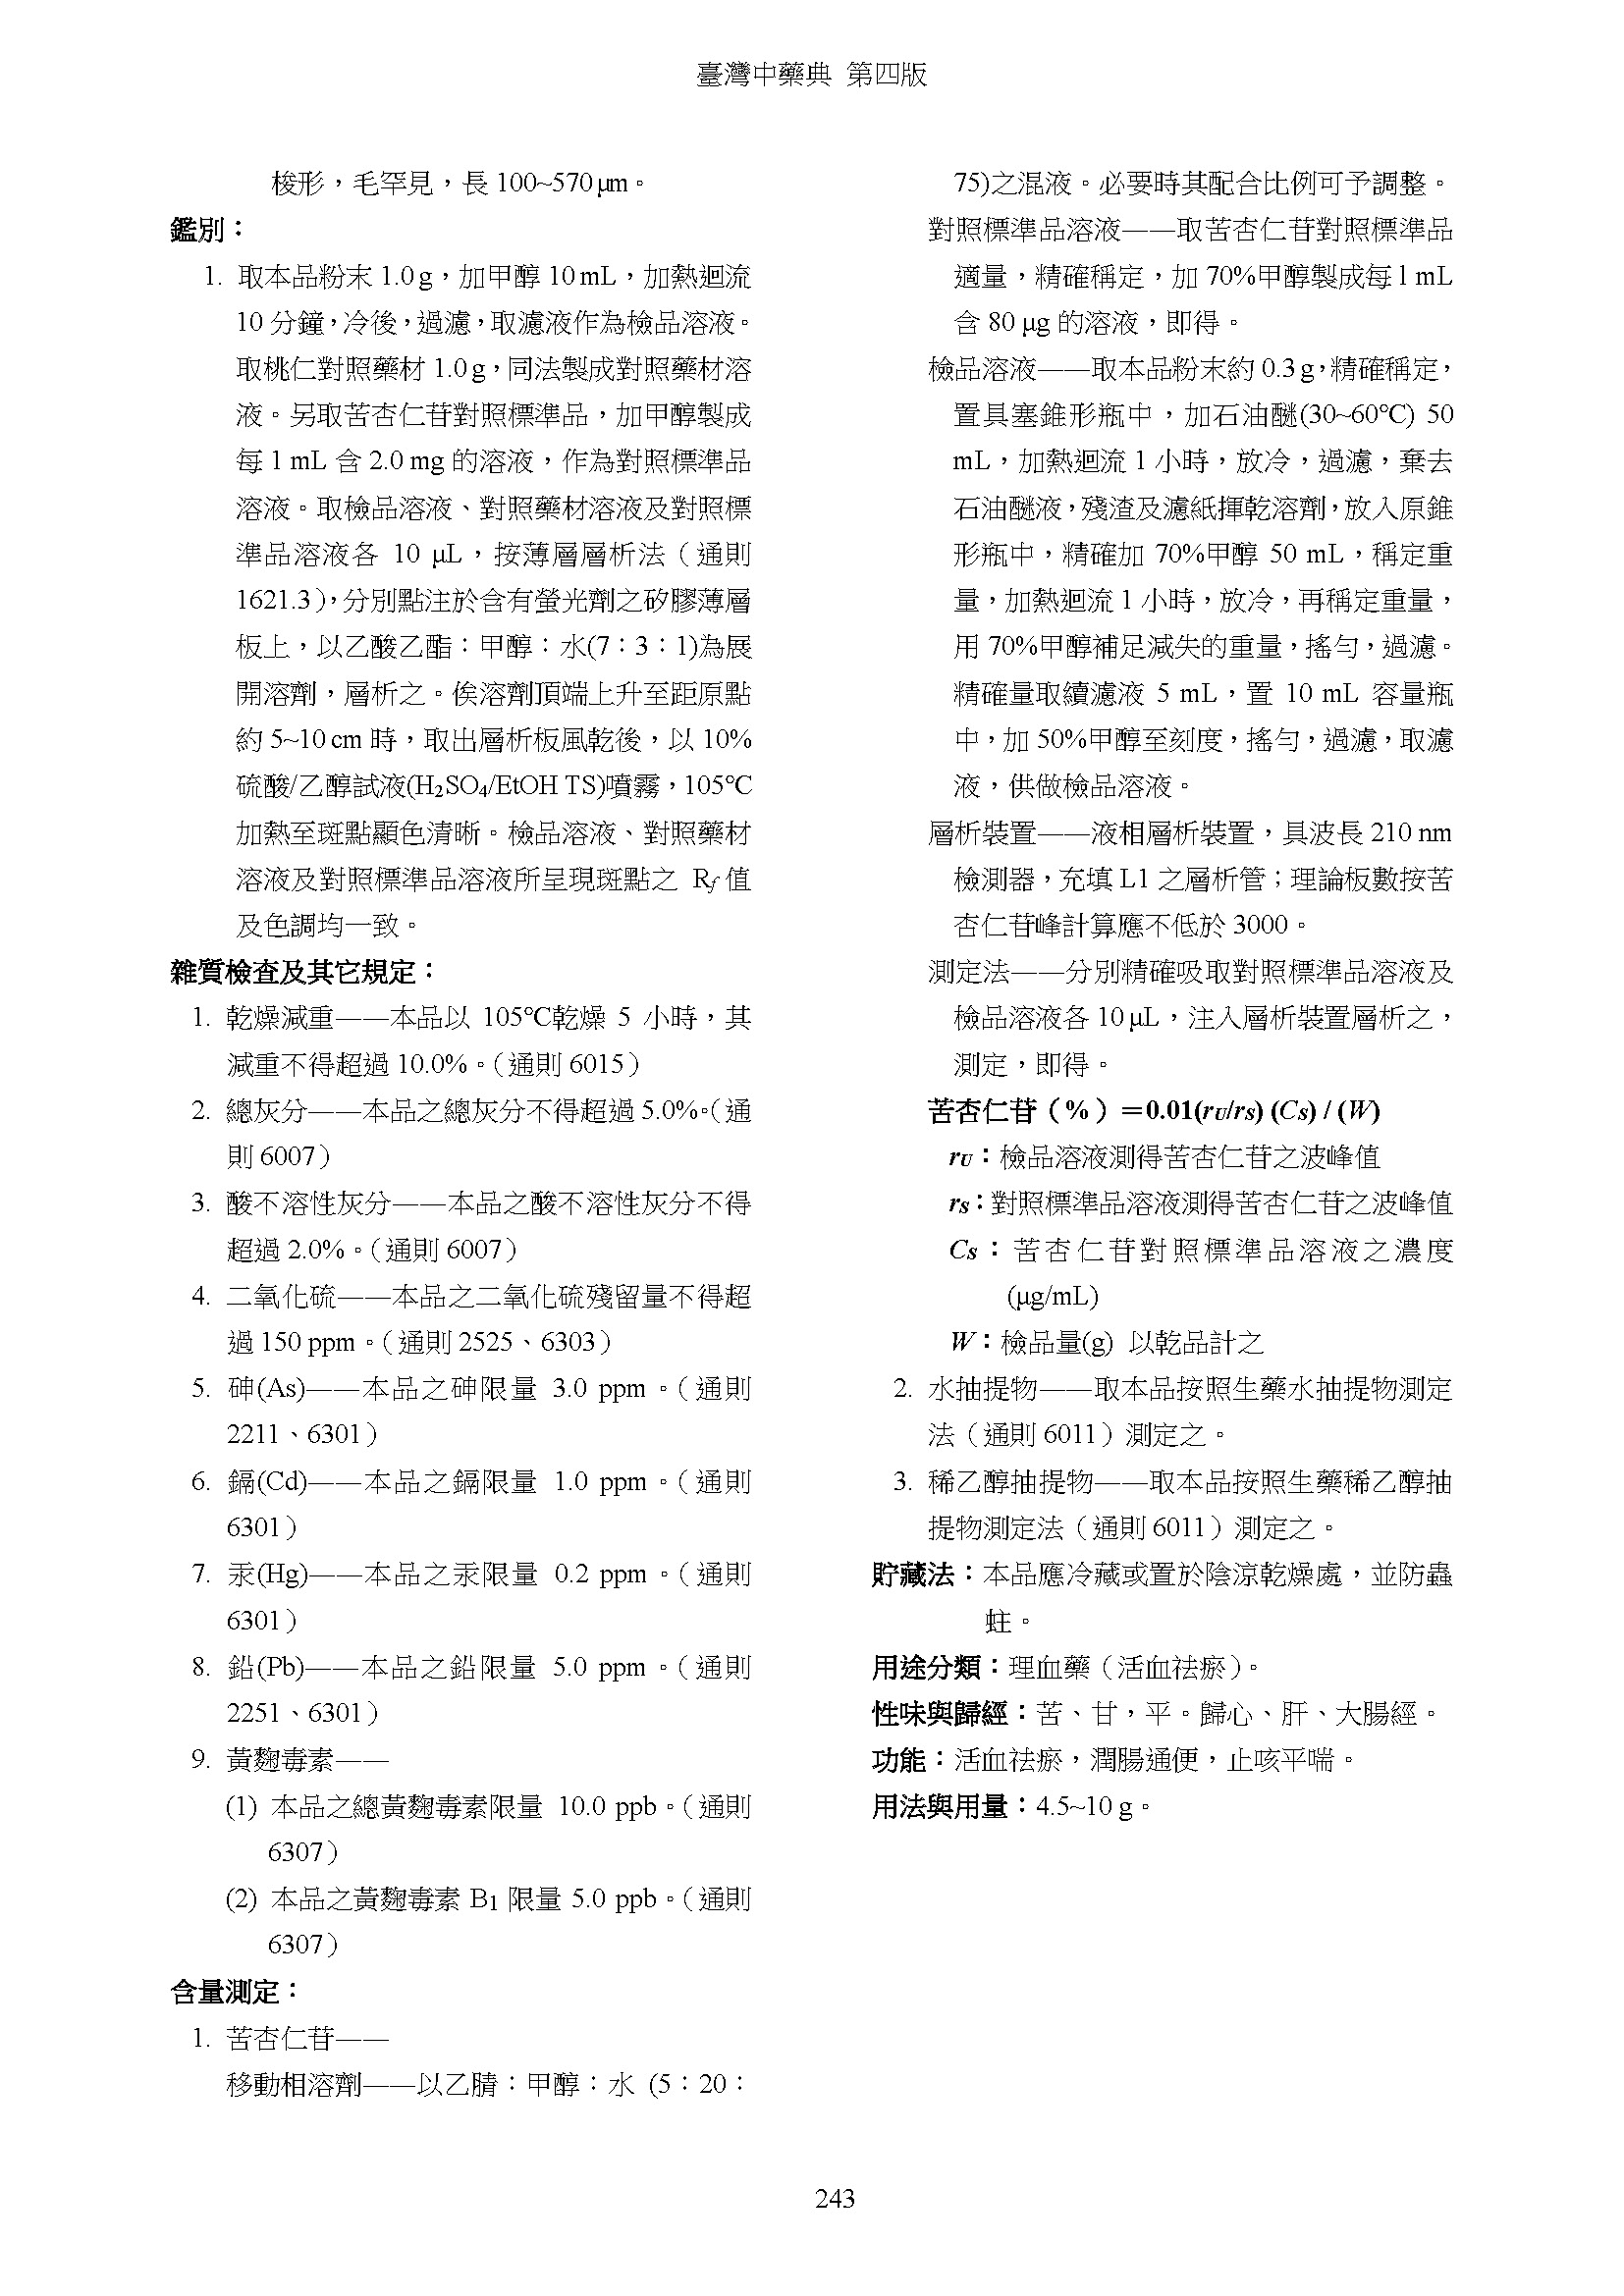 臺灣中藥典 第四版
梭形，毛罕見，長 100~570 µm。
鑑別：
1. 取本品粉末 1.0 g，加甲醇 10 mL，加熱迴流
10 分鐘，冷後，過濾，取濾液作為檢品溶液。
取桃仁對照藥材 1.0 g，同法製成對照藥材溶
液。另取苦杏仁苷對照標準品，加甲醇製成
每 1 mL 含 2.0 mg 的溶液，作為對照標準品
溶液。取檢品溶液、對照藥材溶液及對照標
準品溶液各 10 µL，按薄層層析法（通則
1621.3），分別點注於含有螢光劑之矽膠薄層
板上，以乙酸乙酯：甲醇：水(7：3：1)為展
開溶劑，層析之。俟溶劑頂端上升至距原點
約 5~10 cm 時，取出層析板風乾後，以 10%
硫酸/乙醇試液(H₂SO₄/EtOH TS)噴霧，105°C
加熱至斑點顯色清晰。檢品溶液、對照藥材
溶液及對照標準品溶液所呈現斑點之 Rf 值
及色調均一致。
雜質檢查及其它規定：
1. 乾燥減重——本品以 105°C乾燥 5 小時，其
減重不得超過 10.0%。（通則 6015）
2. 總灰分——本品之總灰分不得超過 5.0%。（通
則 6007）
3. 酸不溶性灰分——本品之酸不溶性灰分不得
超過 2.0%。（通則 6007）
4. 二氧化硫——本品之二氧化硫殘留量不得超
過 150 ppm。（通則 2525、6303）
5. 砷(As)——本品之砷限量 3.0 ppm。（通則
2211、6301）
6. 鎘(Cd)——本品之鎘限量 1.0 ppm。（通則
6301）
7. 汞(Hg)——本品之汞限量 0.2 ppm。（通則
6301）
8. 鉛(Pb)——本品之鉛限量 5.0 ppm。（通則
2251、6301）
9. 黃麴毒素——
(1) 本品之總黃麴毒素限量 10.0 ppb。（通則
6307）
(2) 本品之黃麴毒素 B₁ 限量 5.0 ppb。（通則
6307）
含量測定：
1. 苦杏仁苷——
移動相溶劑——以乙腈：甲醇：水 (5：20：
75)之混液。必要時其配合比例可予調整。
對照標準品溶液——取苦杏仁苷對照標準品
適量，精確稱定，加 70%甲醇製成每 1 mL
含 80 µg 的溶液，即得。
檢品溶液——取本品粉末約 0.3 g，精確稱定，
置具塞錐形瓶中，加石油醚(30~60°C) 50
mL，加熱迴流 1 小時，放冷，過濾，棄去
石油醚液，殘渣及濾紙揮乾溶劑，放入原錐
形瓶中，精確加 70%甲醇 50 mL，稱定重
量，加熱迴流 1 小時，放冷，再稱定重量，
用 70%甲醇補足減失的重量，搖勻，過濾。
精確量取續濾液 5 mL，置 10 mL 容量瓶
中，加 50%甲醇至刻度，搖勻，過濾，取濾
液，供做檢品溶液。
層析裝置——液相層析裝置，具波長 210 nm
檢測器，充填 L1 之層析管；理論板數按苦
杏仁苷峰計算應不低於 3000。
測定法——分別精確吸取對照標準品溶液及
檢品溶液各 10 µL，注入層析裝置層析之，
測定，即得。
苦杏仁苷（%）＝0.01(rU/rS) (CS) / (W)
rU：檢品溶液測得苦杏仁苷之波峰值
rS：對照標準品溶液測得苦杏仁苷之波峰值
CS：苦杏仁苷對照標準品溶液之濃度
(µg/mL)
W：檢品量(g) 以乾品計之
2. 水抽提物——取本品按照生藥水抽提物測定
法（通則 6011）測定之。
3. 稀乙醇抽提物——取本品按照生藥稀乙醇抽
提物測定法（通則 6011）測定之。
貯藏法：本品應冷藏或置於陰涼乾燥處，並防蟲
蛀。
用途分類：理血藥（活血祛瘀）。
性味與歸經：苦、甘，平。歸心、肝、大腸經。
功能：活血祛瘀，潤腸通便，止咳平喘。
用法與用量：4.5~10 g。
243